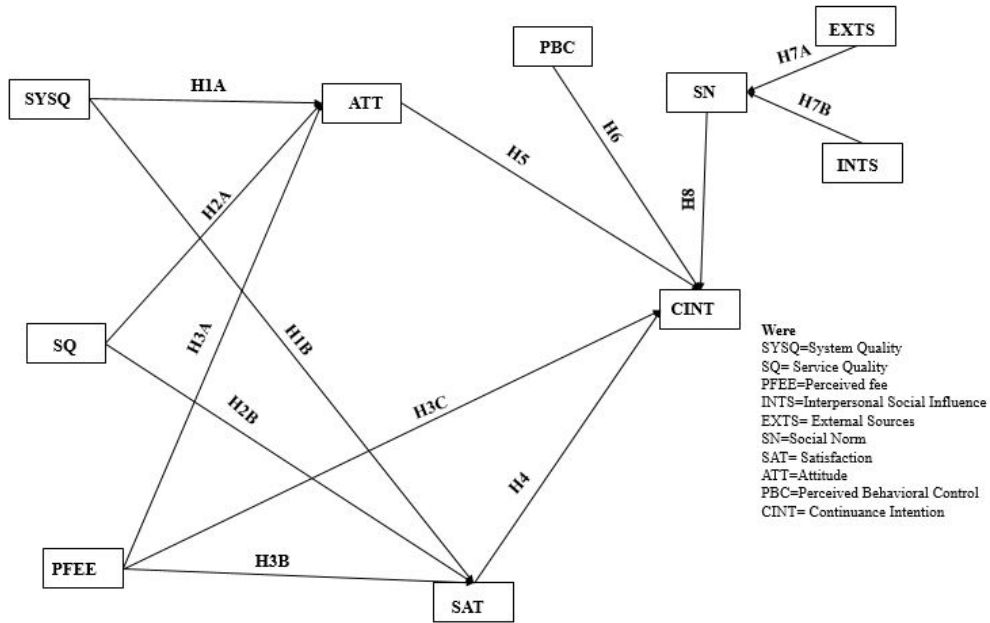 EXTS
PBC
H7A
SYSQ
H1A
ATT
SN
H7B
H6
H5
INTS
H8
H2A
CINT
SQ
H3A
H1B
H2B
H3C
H4
PFEE
H3B
SAT
Were
SYSQ=System Quality
SQ= Service Quality
PFEE=Perceived fee
INTS=Interpersonal Social Influence
EXTS= External Sources
SN=Social Norm
SAT= Satisfaction
ATT=Attitude
PBC=Perceived Behavioral Control
CINT= Continuance Intention